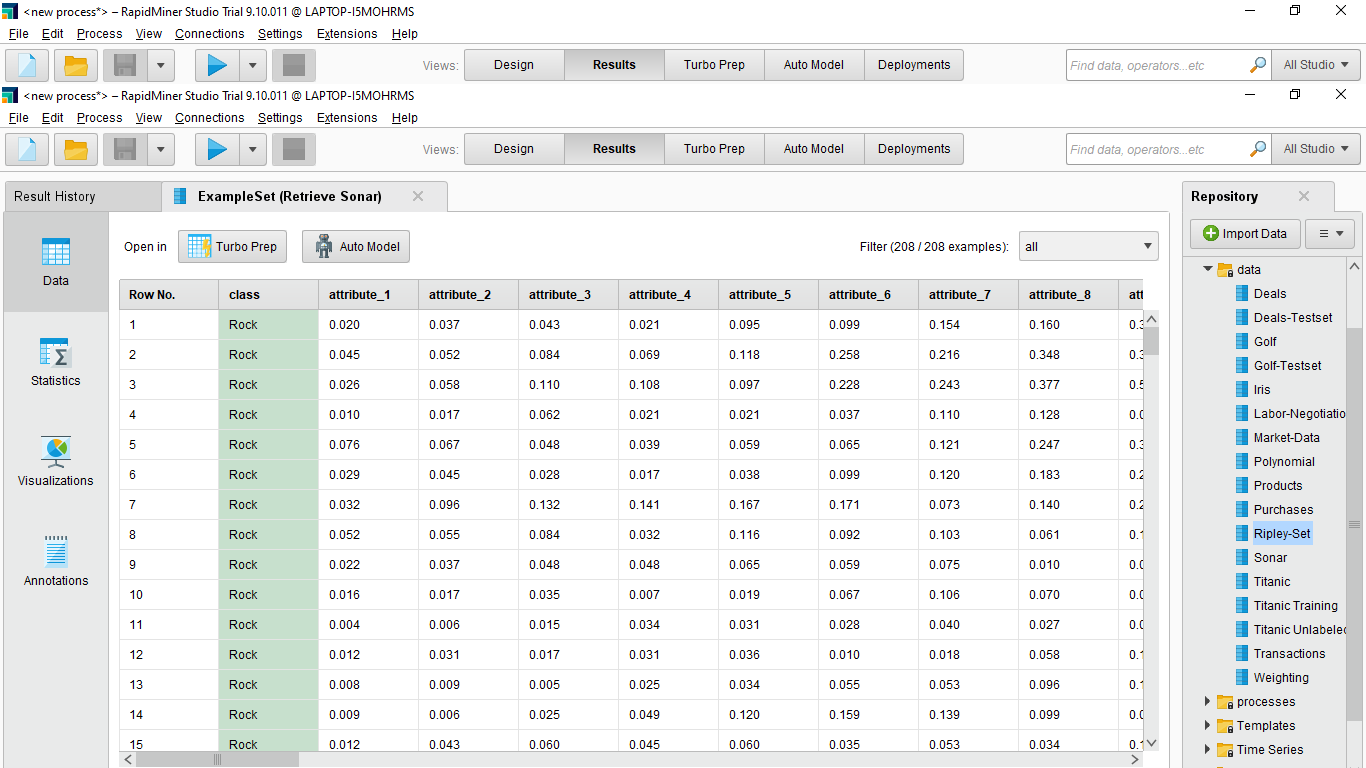 <new process*> – RapidMiner Studio Trial 9.10.011 @ LAPTOP-I5MOHRMS
File Edit Process View Connections Settings Extensions Help
Views: Design Results Turbo Prep Auto Model Deployments Find data, operators...etc All Studio
<new process*> – RapidMiner Studio Trial 9.10.011 @ LAPTOP-I5MOHRMS
File Edit Process View Connections Settings Extensions Help
Views: Design Results Turbo Prep Auto Model Deployments Find data, operators...etc All Studio
Result History ExampleSet (Retrieve Sonar)
Data
Statistics
Visualizations
Annotations
Open in Turbo Prep Auto Model Filter (208 / 208 examples): all
Row No. class attribute_1 attribute_2 attribute_3 attribute_4 attribute_5 attribute_6 attribute_7 attribute_8 att
1 Rock 0.020 0.037 0.043 0.021 0.095 0.099 0.154 0.160 0.3
2 Rock 0.045 0.052 0.084 0.069 0.118 0.258 0.216 0.348 0.3
3 Rock 0.026 0.058 0.110 0.108 0.097 0.228 0.243 0.377 0.5
4 Rock 0.010 0.017 0.062 0.021 0.021 0.037 0.110 0.128 0.0
5 Rock 0.076 0.067 0.048 0.039 0.059 0.065 0.121 0.247 0.3
6 Rock 0.029 0.045 0.028 0.017 0.038 0.099 0.120 0.183 0.2
7 Rock 0.032 0.096 0.132 0.141 0.167 0.171 0.073 0.140 0.2
8 Rock 0.052 0.055 0.084 0.032 0.116 0.092 0.103 0.061 0.1
9 Rock 0.022 0.037 0.048 0.048 0.065 0.059 0.075 0.010 0.0
10 Rock 0.016 0.017 0.035 0.007 0.019 0.067 0.106 0.070 0.0
11 Rock 0.004 0.006 0.015 0.034 0.031 0.028 0.040 0.027 0.0
12 Rock 0.012 0.031 0.017 0.031 0.036 0.010 0.018 0.058 0.1
13 Rock 0.008 0.009 0.005 0.025 0.034 0.055 0.053 0.096 0.1
14 Rock 0.009 0.006 0.025 0.049 0.120 0.159 0.139 0.099 0.0
15 Rock 0.012 0.043 0.060 0.045 0.060 0.035 0.053 0.034 0.1
Repository
Import Data
data
Deals
Deals-Testset
Golf
Golf-Testset
Iris
Labor-Negotiatio
Market-Data
Polynomial
Products
Purchases
Ripley-Set
Sonar
Titanic
Titanic Training
Titanic Unlabeled
Transactions
Weighting
processes
Templates
Time Series